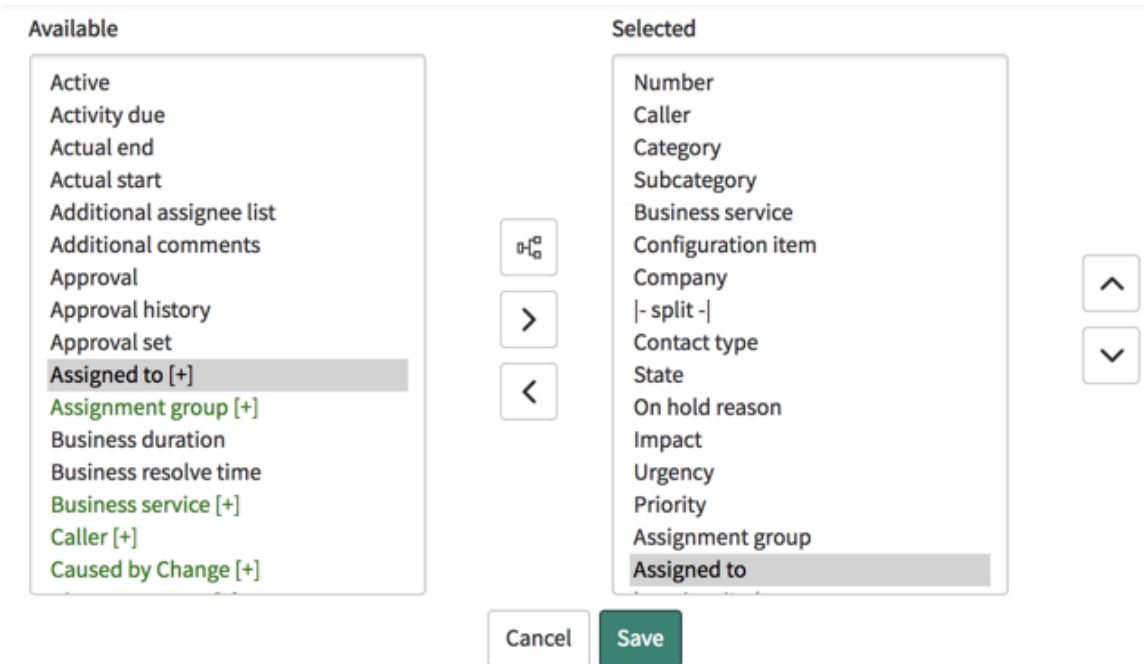 Available
Active
Activity due
Actual end
Actual start
Additional assignee list
Additional comments
Approval
Approval history
Approval set
Assigned to [+]
Assignment group [+]
Business duration
Business resolve time
Business service [+]
Caller [+]
Caused by Change [+]
Selected
Number
Caller
Category
Subcategory
Business service
Configuration item
Company
|- split -|
Contact type
State
On hold reason
Impact
Urgency
Priority
Assignment group
Assigned to
Cancel
Save